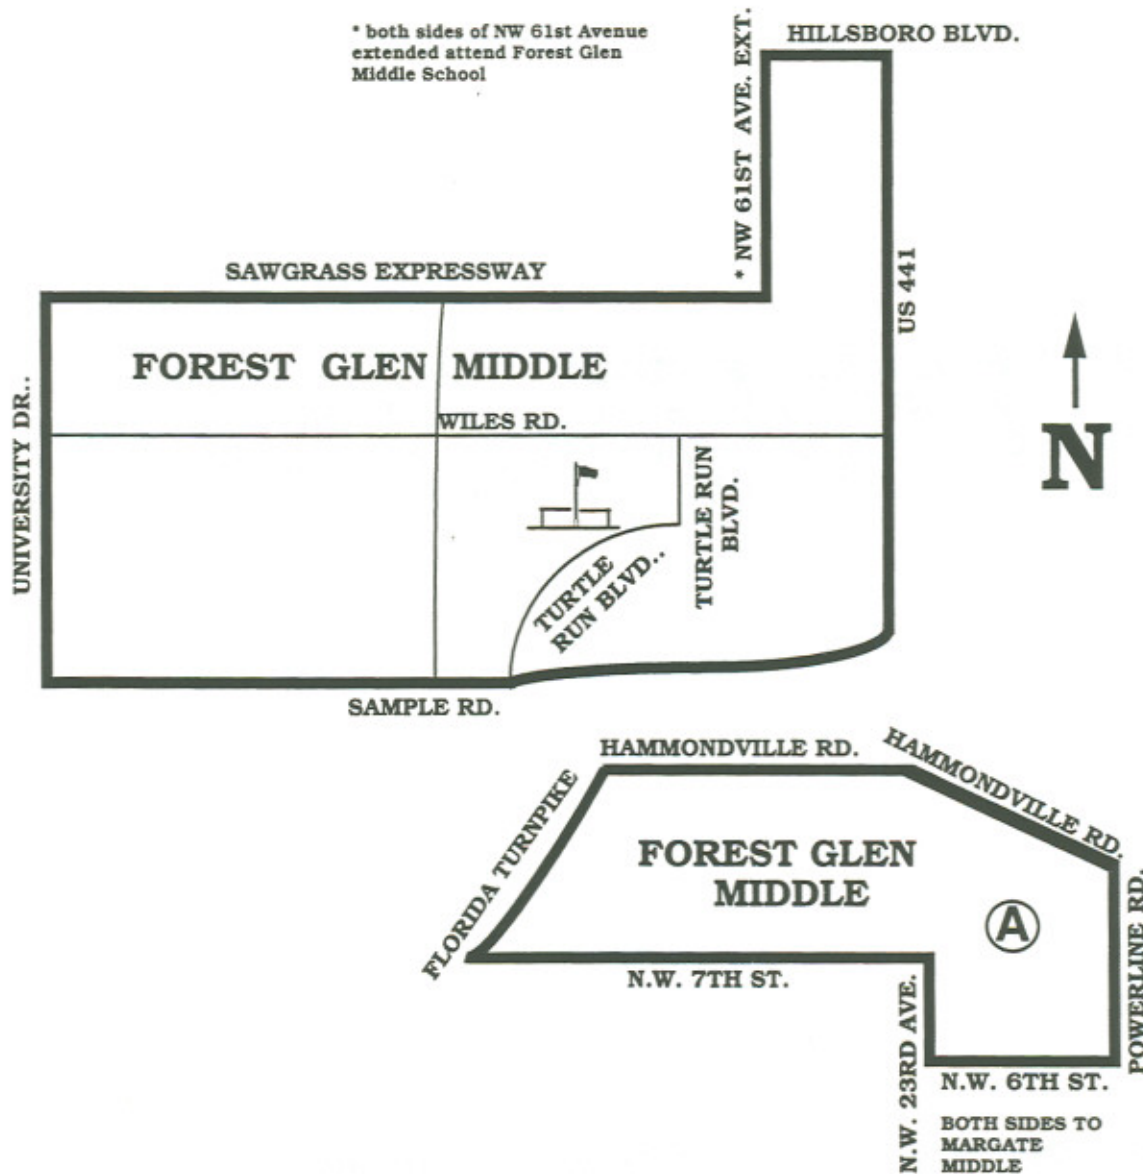 * both sides of NW 61st Avenue
extended attend Forest Glen
Middle School
HILLSBORO BLVD.
* NW 61ST AVE. EXT.
SAWGRASS EXPRESSWAY
US 441
FOREST GLEN MIDDLE
WILES RD.
UNIVERSITY DR..
N
TURTLE RUN
BLVD.
TURTLE
RUN BLVD..
SAMPLE RD.
HAMMONDVILLE RD.
HAMMONDVILLE RD.
FLORIDA TURNPIKE
FOREST GLEN
MIDDLE
A
POWERLINE RD.
N.W. 7TH ST.
N.W. 23RD AVE.
N.W. 6TH ST.
BOTH SIDES TO
MARGATE
MIDDLE